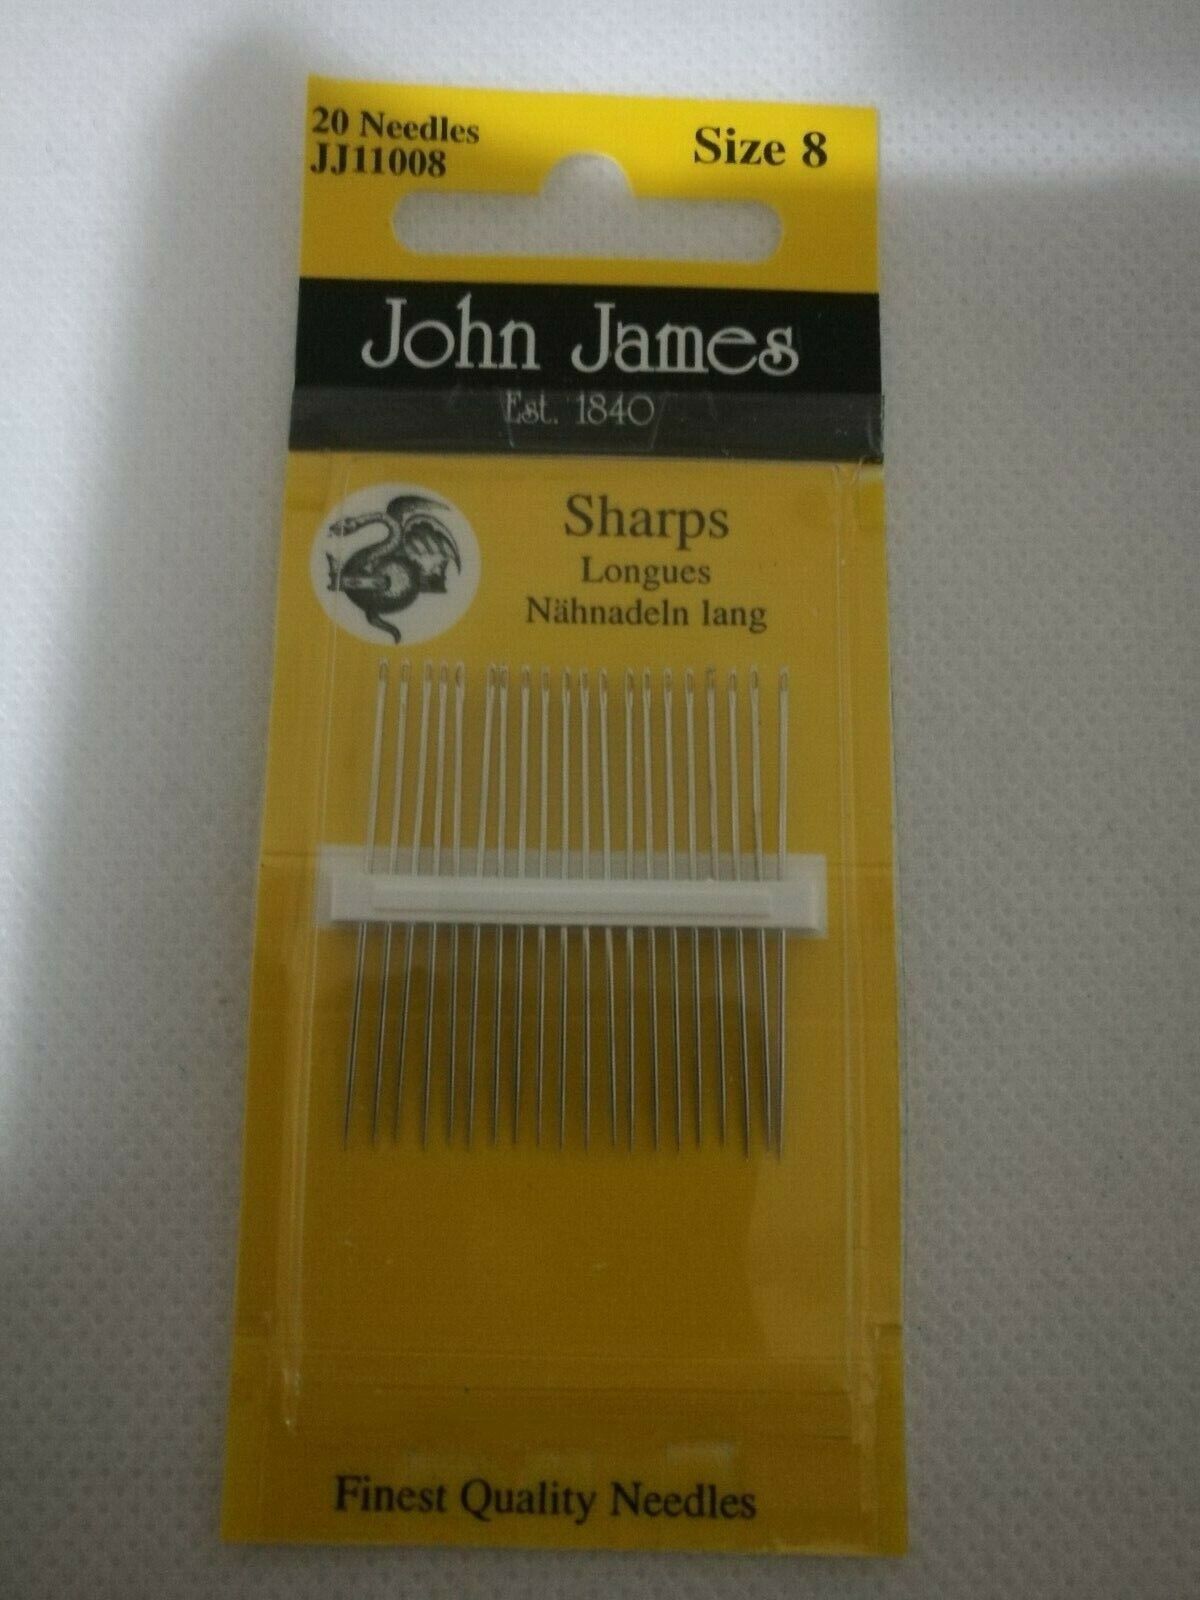 20 Needles
JJ11008
Size 8
John James
Est. 1840
Sharps
Longues
Nähnadeln lang
Finest Quality Needles